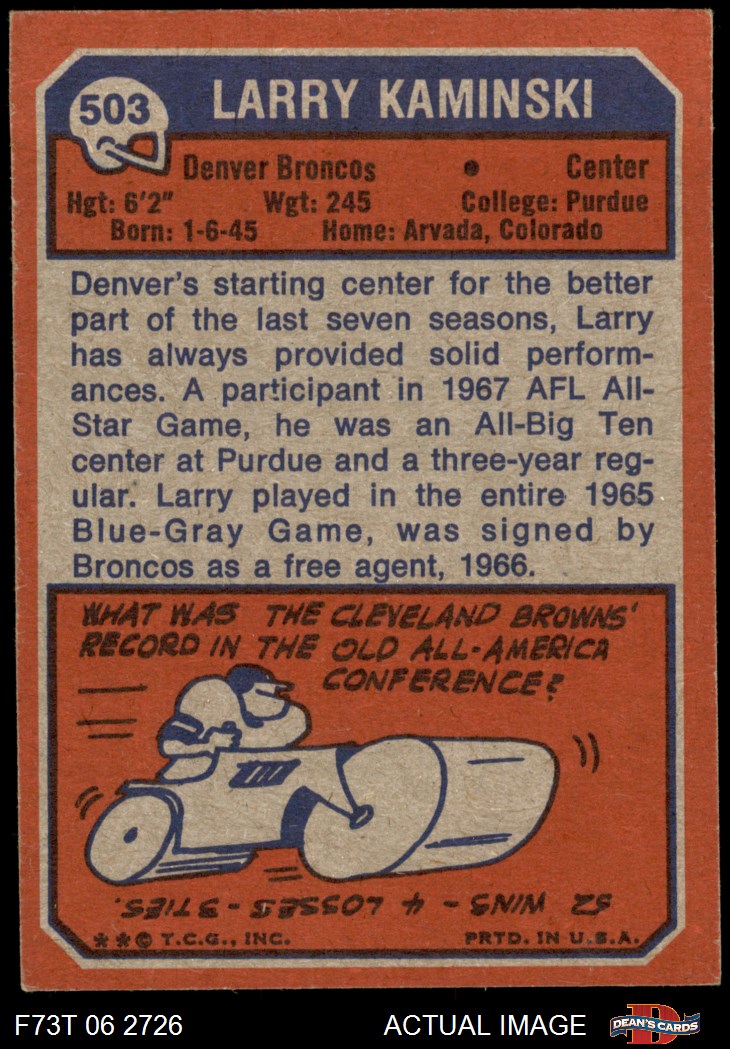 503
LARRY KAMINSKI
Denver Broncos • Center
Hgt: 6'2" Wgt: 245 College: Purdue
Born: 1-6-45 Home: Arvada, Colorado
Denver's starting center for the better
part of the last seven seasons, Larry
has always provided solid perform-
ances. A participant in 1967 AFL All-
Star Game, he was an All-Big Ten
center at Purdue and a three-year reg-
ular. Larry played in the entire 1965
Blue-Gray Game, was signed by
Broncos as a free agent, 1966.
WHAT WAS THE CLEVELAND BROWNS'
RECORD IN THE OLD ALL-AMERICA
CONFERENCE?
52 WINS - 4 LOSSES - 3 TIES.
**© T.C.G., INC. PRTD. IN U.S.A.
F73T 06 2726 ACTUAL IMAGE DEAN'S CARDS